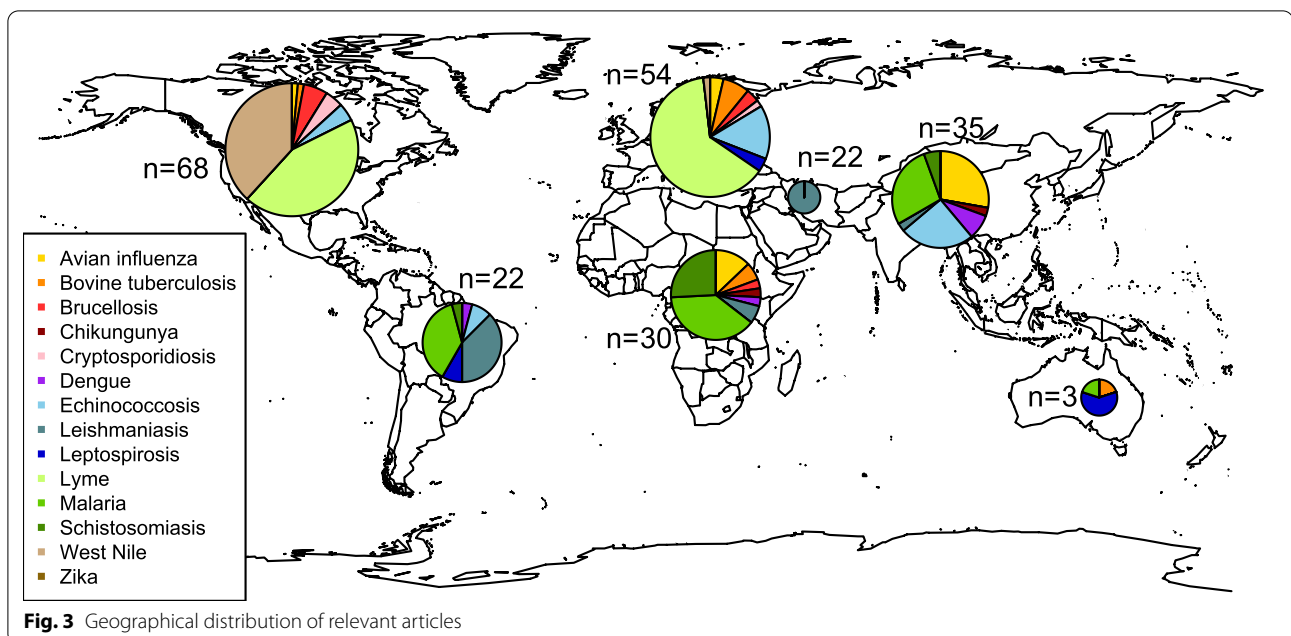 n=54
n=35
n=68
n=22
n=22
n=30
n=3
Avian influenza
Bovine tuberculosis
Brucellosis
Chikungunya
Cryptosporidiosis
Dengue
Echinococcosis
Leishmaniasis
Leptospirosis
Lyme
Malaria
Schistosomiasis
West Nile
Zika
Fig. 3 Geographical distribution of relevant articles